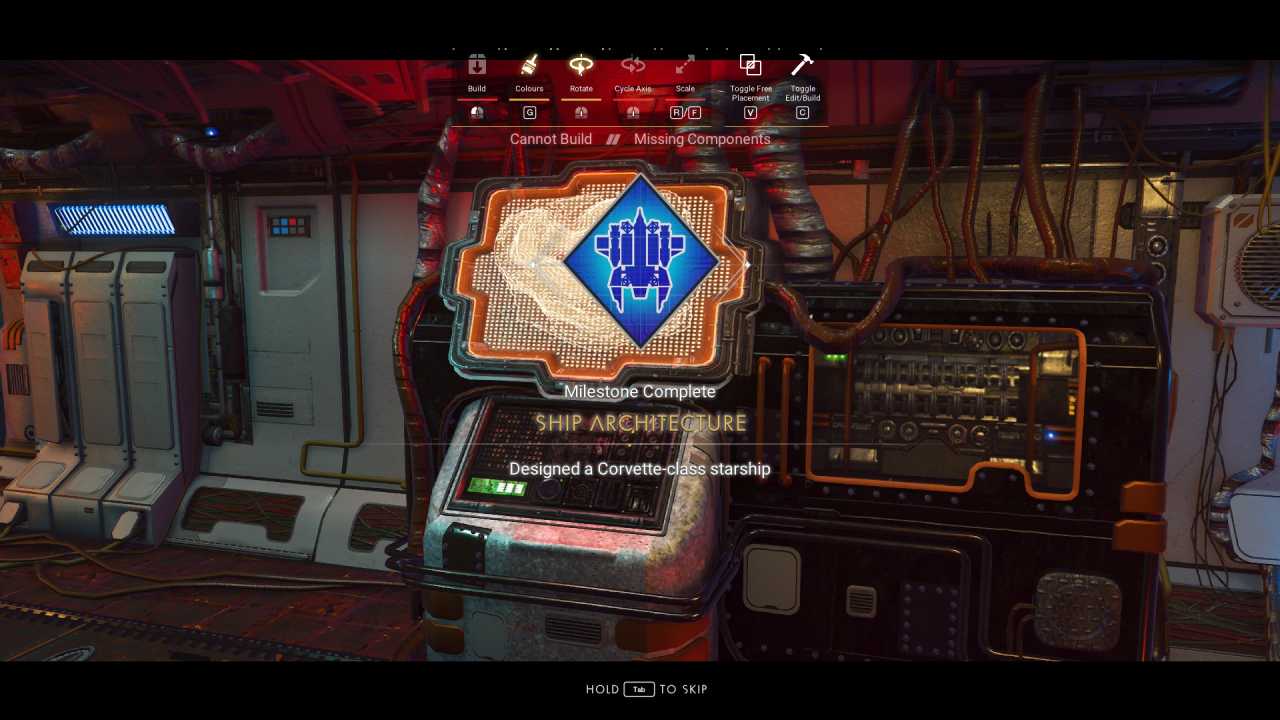 Build Colours Rotate Cycle Axis Scale Toggle Free Placement Toggle Edit/Build
G R / F V C
Cannot Build // Missing Components
Milestone Complete
SHIP ARCHITECTURE
Designed a Corvette-class starship
HOLD Tab TO SKIP